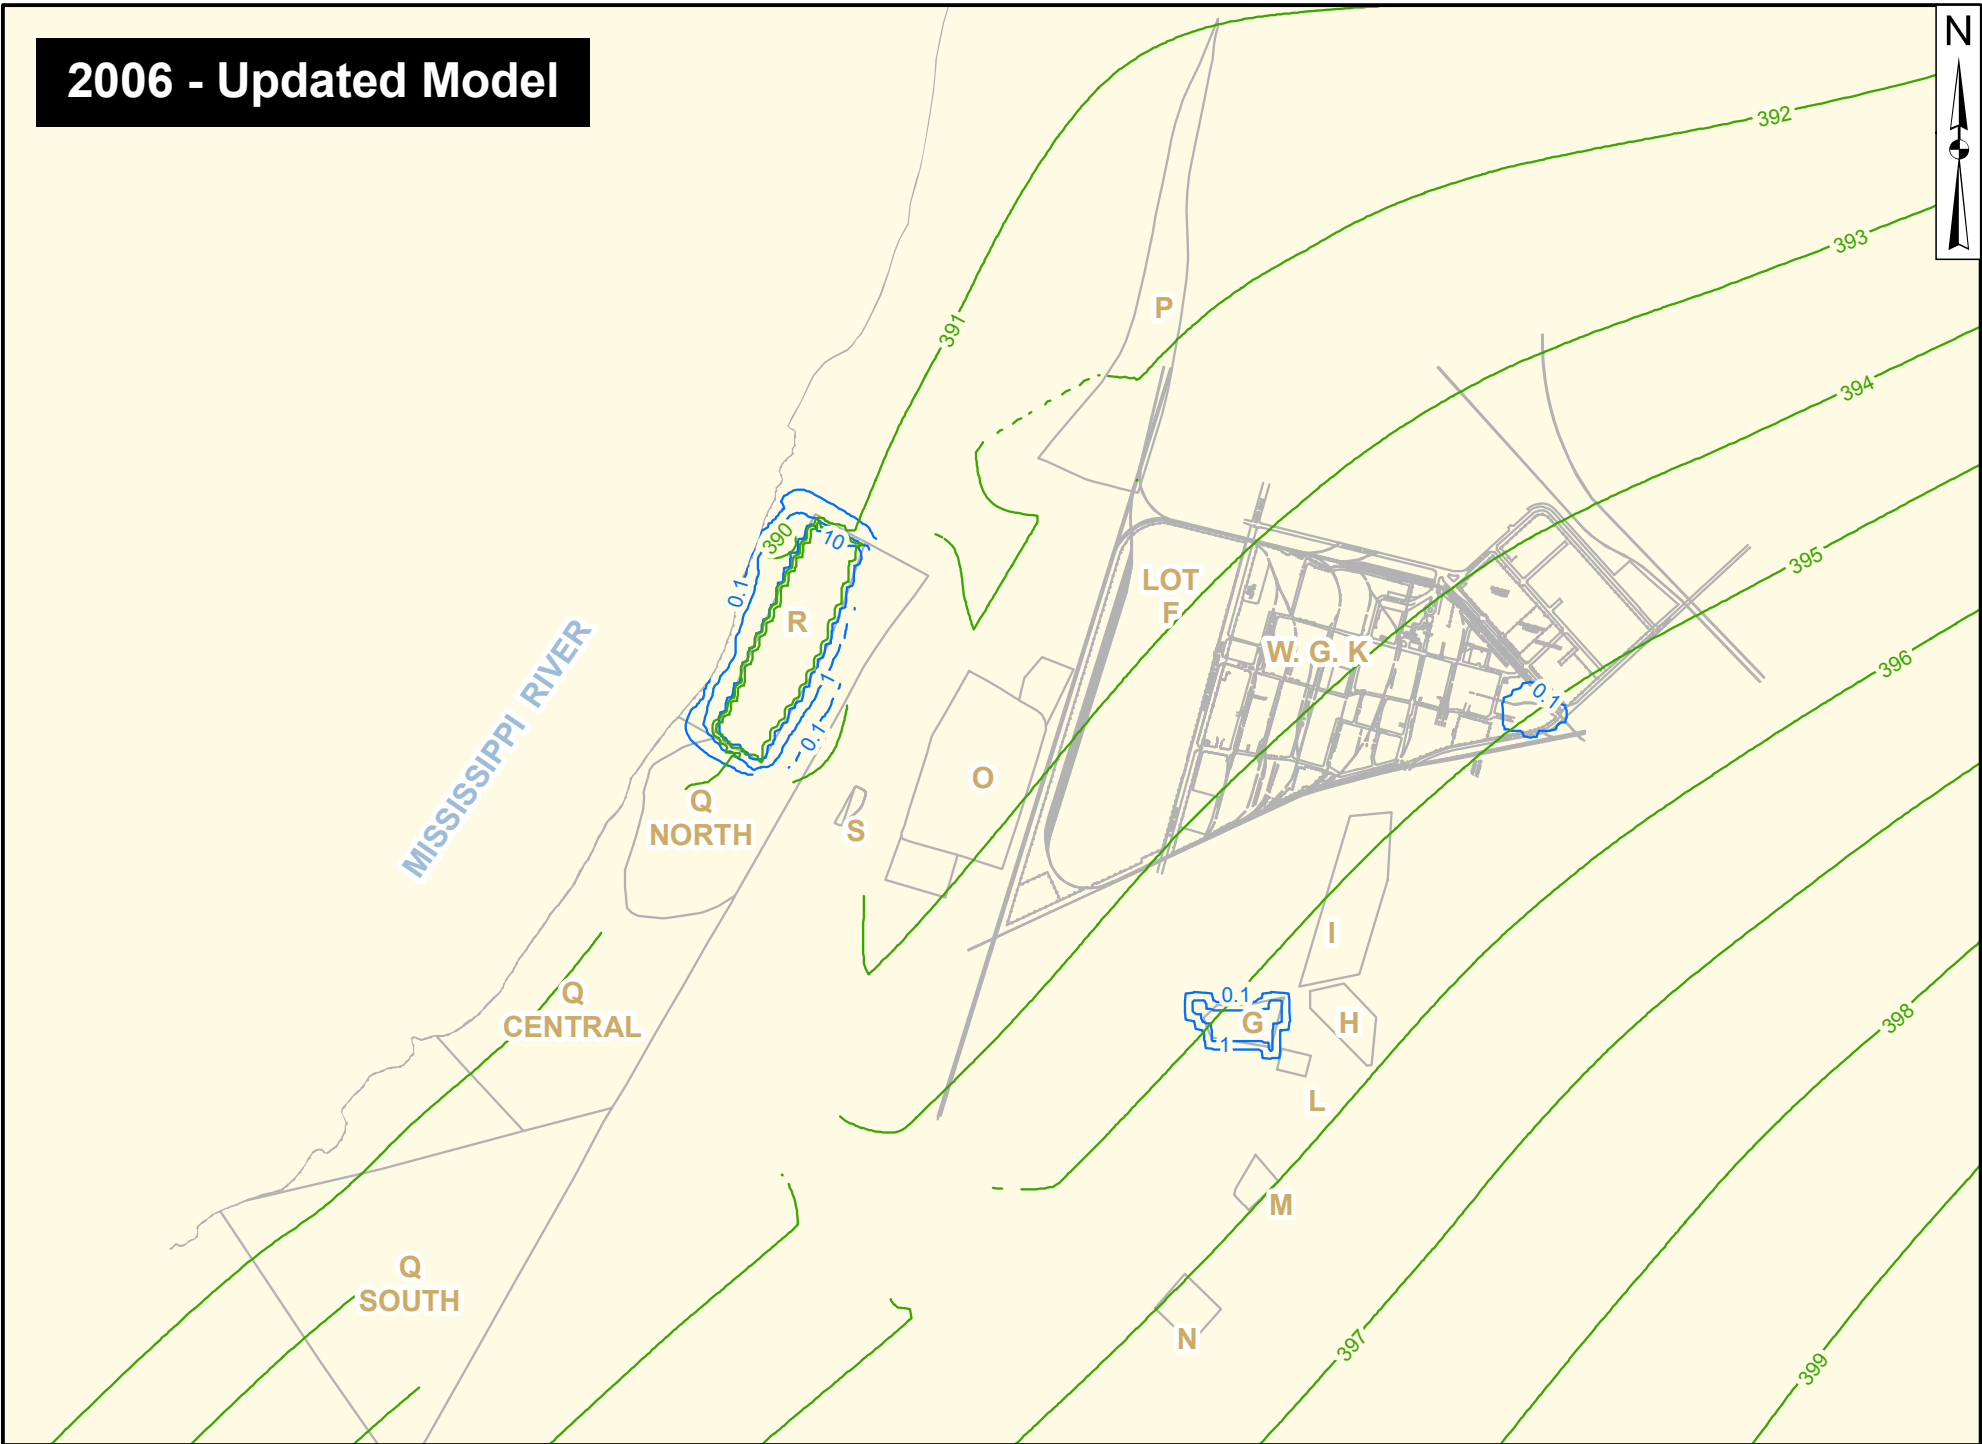 2006 - Updated Model
N
392
393
391
P
394
390
10
395
0.1
LOT
F
R
W. G. K
396
MISSISSIPPI RIVER
1
0.1
0.1
O
Q
NORTH
S
I
Q
CENTRAL
0.1
G
H
1
398
L
M
Q
SOUTH
N
397
399